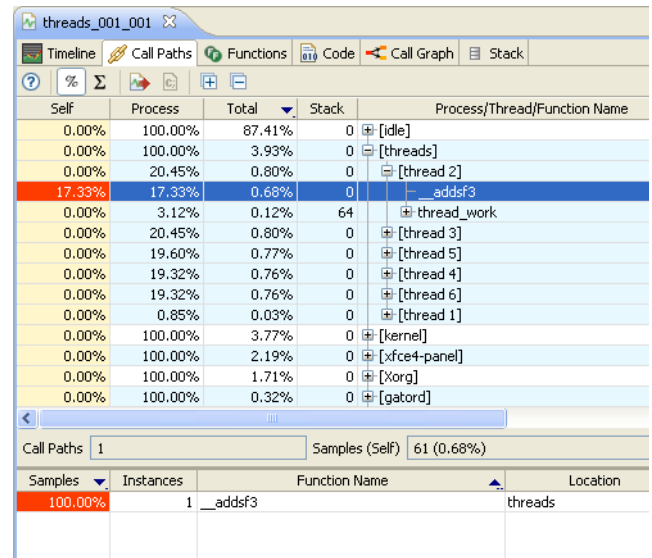 threads_001_001
Timeline Call Paths Functions Code Call Graph Stack
? % Σ
Self Process Total Stack Process/Thread/Function Name
0.00% 100.00% 87.41% 0 [idle]
0.00% 100.00% 3.93% 0 [threads]
0.00% 20.45% 0.80% 0 [thread 2]
17.33% 17.33% 0.68% 0 __addsf3
0.00% 3.12% 0.12% 64 thread_work
0.00% 20.45% 0.80% 0 [thread 3]
0.00% 19.60% 0.77% 0 [thread 5]
0.00% 19.32% 0.76% 0 [thread 4]
0.00% 19.32% 0.76% 0 [thread 6]
0.00% 0.85% 0.03% 0 [thread 1]
0.00% 100.00% 3.77% 0 [kernel]
0.00% 100.00% 2.19% 0 [xfce4-panel]
0.00% 100.00% 1.71% 0 [Xorg]
0.00% 100.00% 0.32% 0 [gatord]
Call Paths 1 Samples (Self) 61 (0.68%)
Samples Instances Function Name Location
100.00% 1 __addsf3 threads